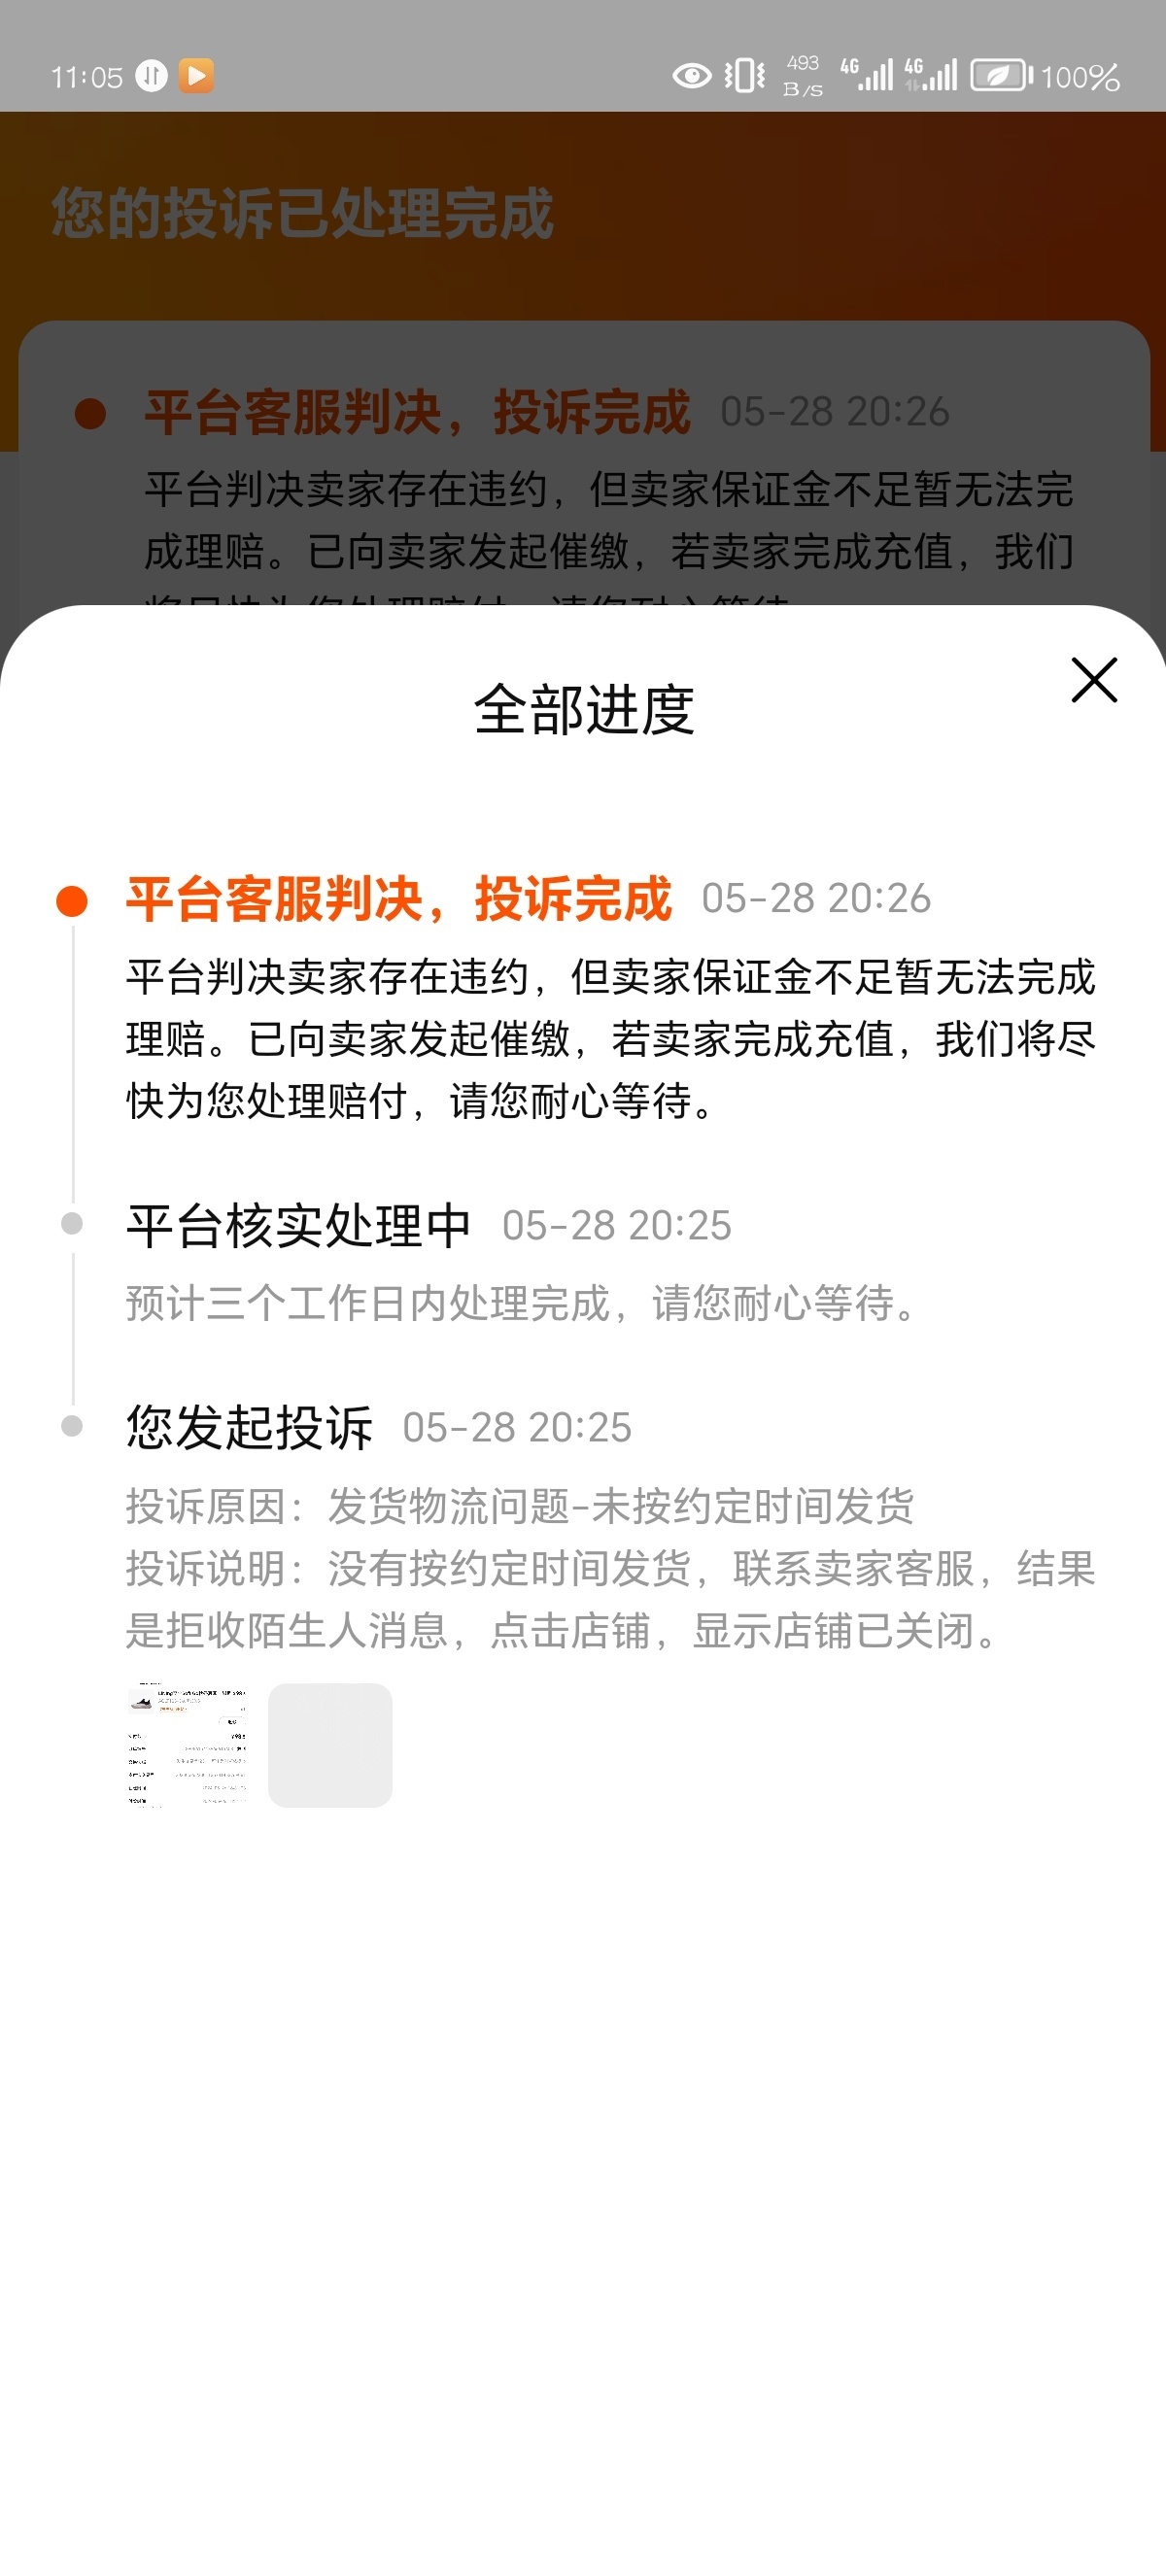 11:05
493
B/s
4G
4G
100%
您的投诉已处理完成
平台客服判决，投诉完成 05-28 20:26
平台判决卖家存在违约，但卖家保证金不足暂无法完
成理赔。已向卖家发起催缴，若卖家完成充值，我们
全部进度
平台客服判决，投诉完成 05-28 20:26
平台判决卖家存在违约，但卖家保证金不足暂无法完成
理赔。已向卖家发起催缴，若卖家完成充值，我们将尽
快为您处理赔付，请您耐心等待。
平台核实处理中 05-28 20:25
预计三个工作日内处理完成，请您耐心等待。
您发起投诉 05-28 20:25
投诉原因：发货物流问题-未按约定时间发货
投诉说明：没有按约定时间发货，联系卖家客服，结果
是拒收陌生人消息，点击店铺，显示店铺已关闭。